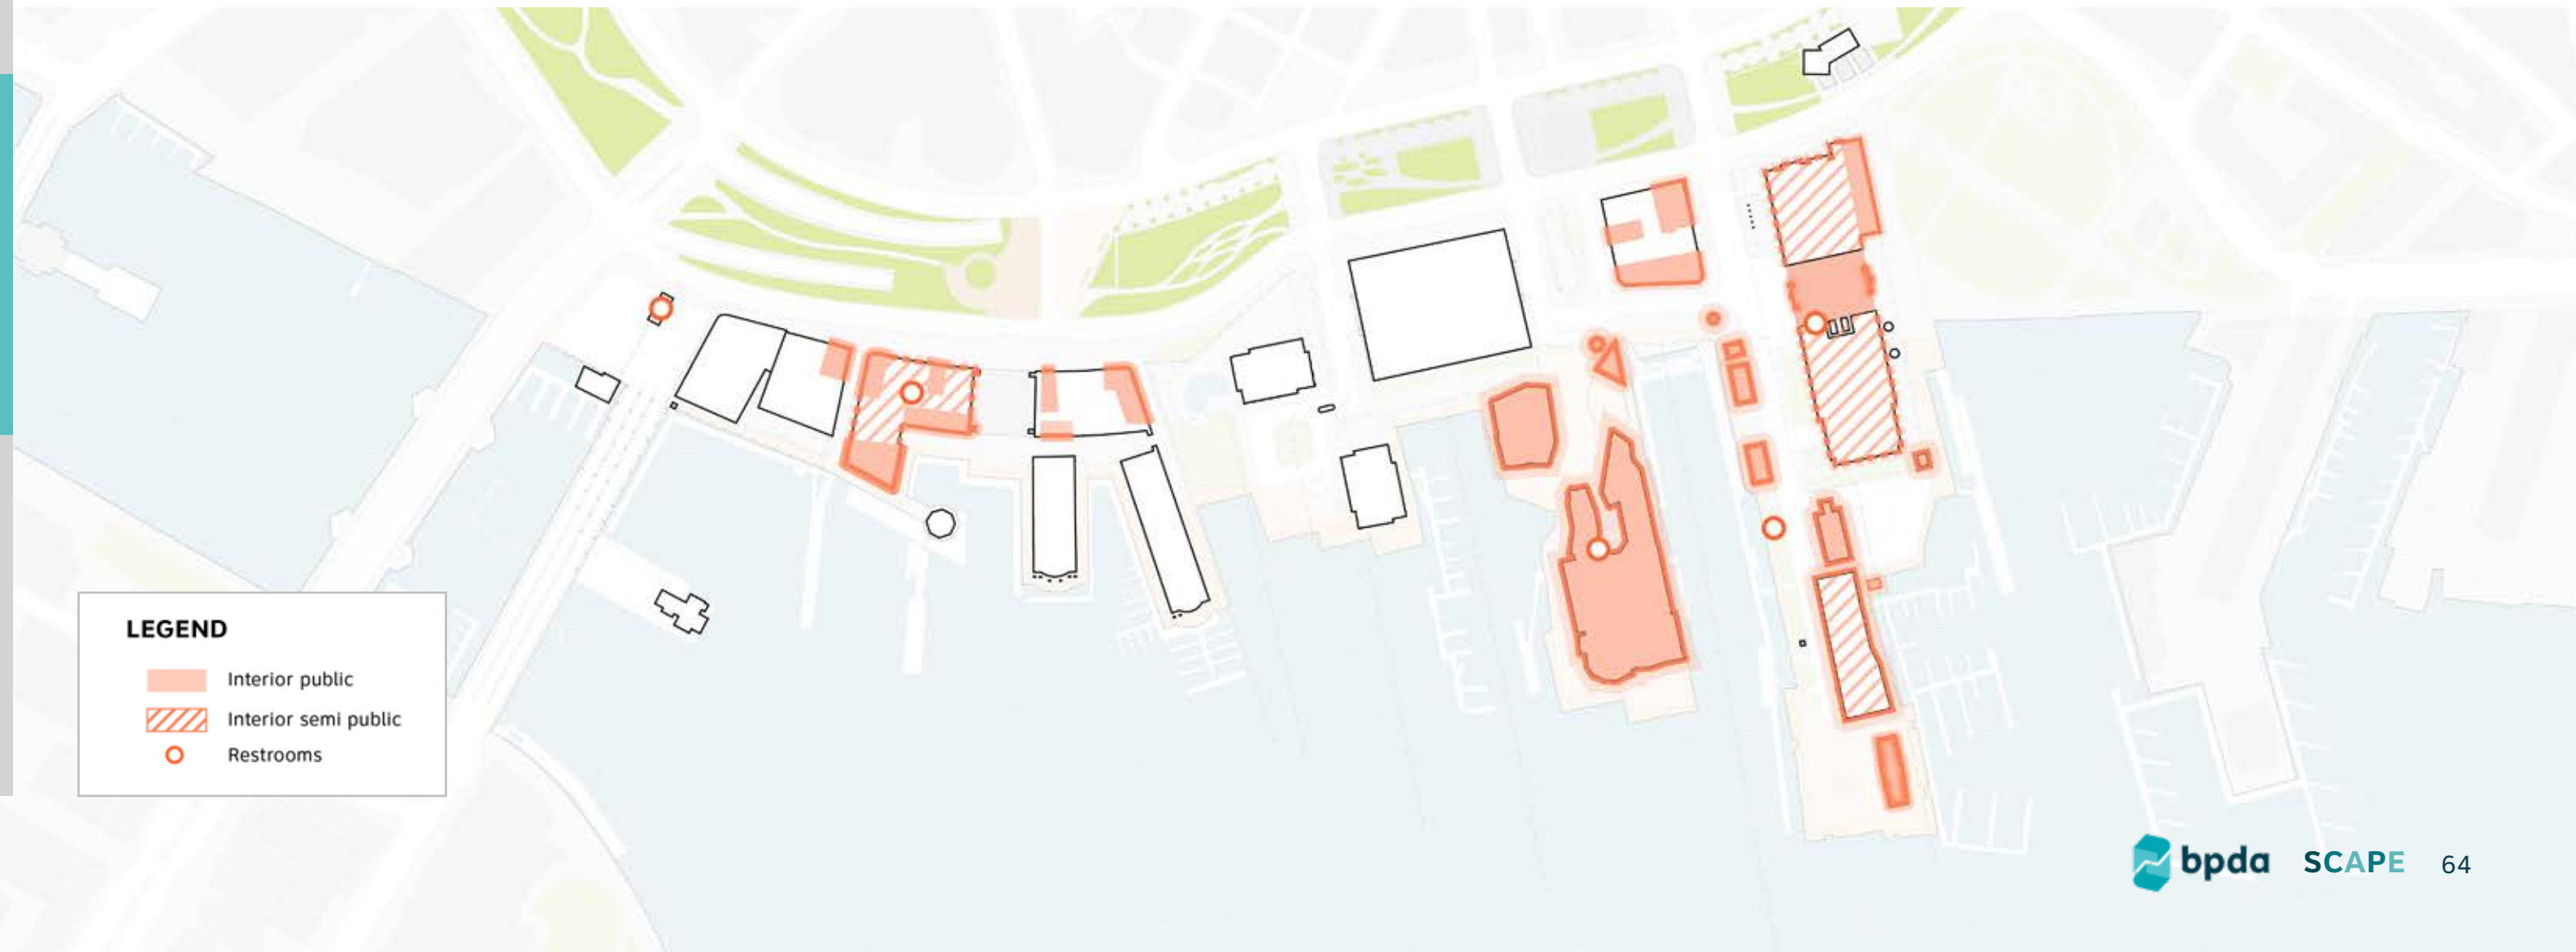 LEGEND
Interior public
Interior semi public
Restrooms
bpda SCAPE 64